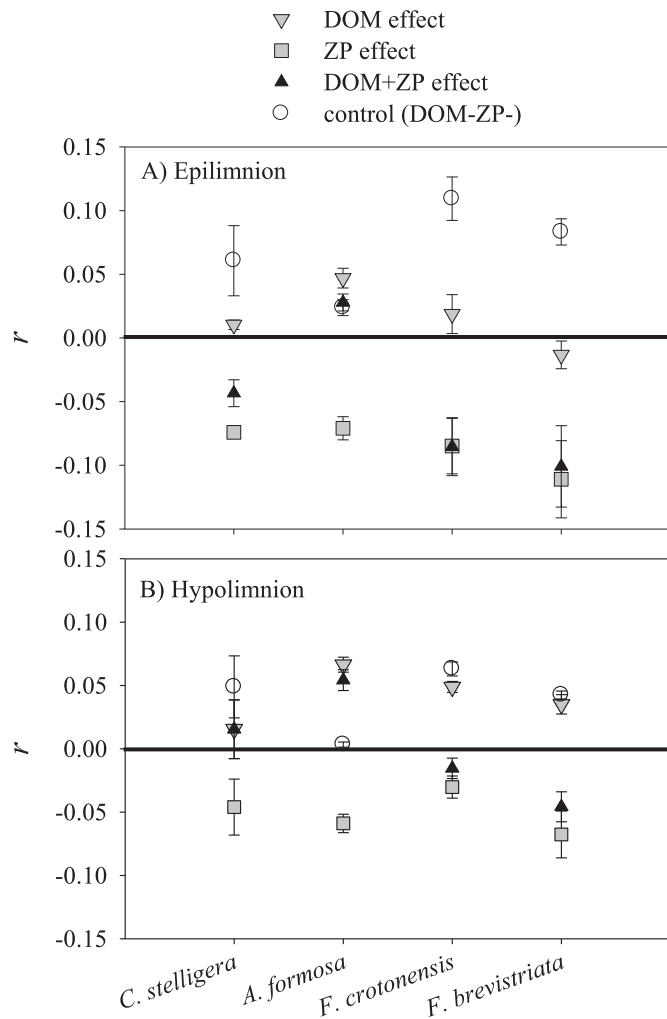 DOM effect
ZP effect
DOM+ZP effect
control (DOM-ZP-)
A) Epilimnion
0.15
0.10
0.05
0.00
-0.05
-0.10
-0.15
r
B) Hypolimnion
0.15
0.10
0.05
0.00
-0.05
-0.10
-0.15
r
C. stelligera
A. formosa
F. crotonensis
F. brevistriata